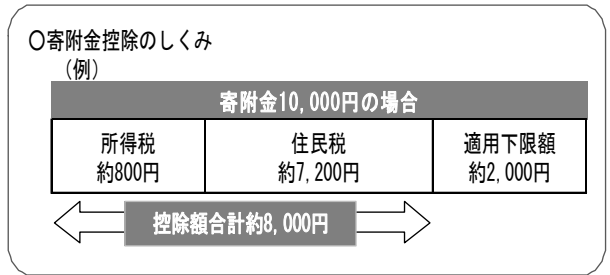 〇寄附金控除のしくみ
（例）
寄附金10,000円の場合
所得税 住民税 適用下限額
約800円 約7,200円 約2,000円
控除額合計約8,000円